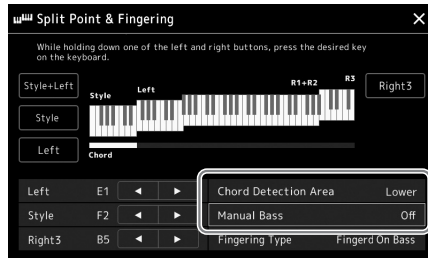 Split Point & Fingering
While holding down one of the left and right buttons, press the desired key
on the keyboard.
Style+Left
Style
Left
Style
Left
R1+R2
R3
Right3
Chord
Left E1
Style F2
Right3 B5
Chord Detection Area Lower
Manual Bass Off
Fingering Type Fingerd On Bass